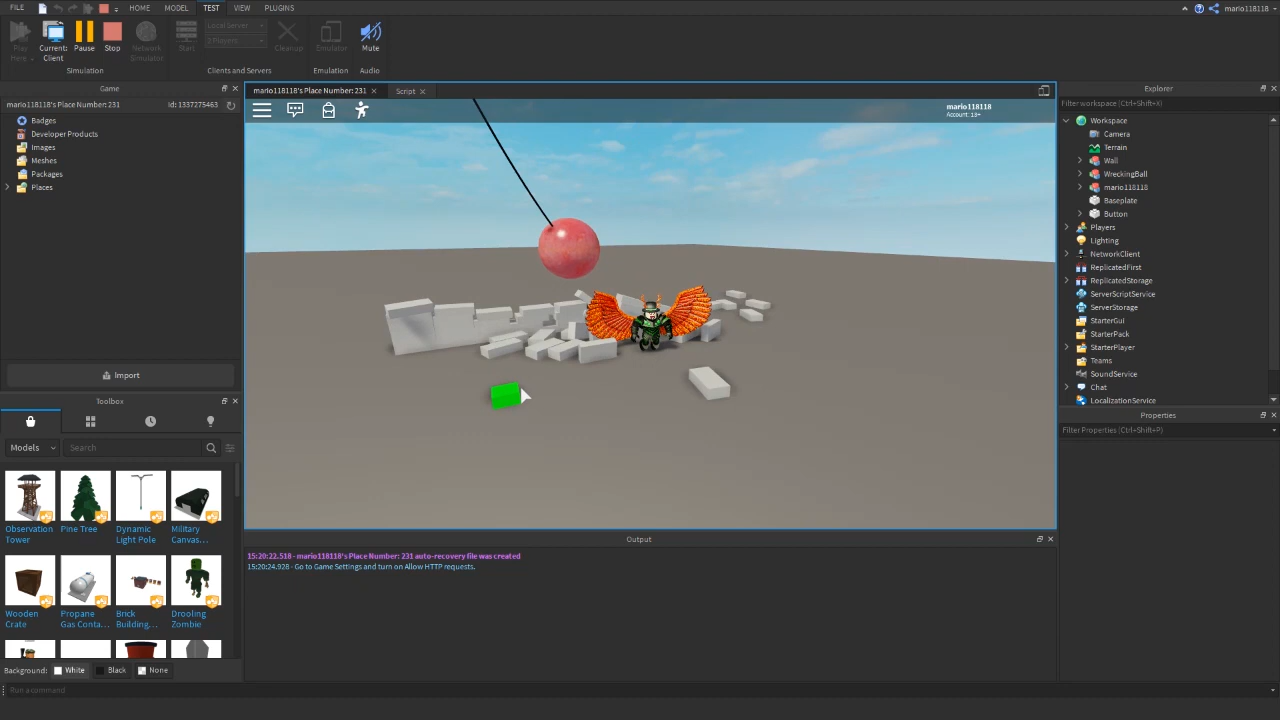 FILE HOME MODEL TEST VIEW PLUGINS mario118118
Play Here Current: Client Pause Stop Network Simulator Start Local Server 2 Players Cleanup Emulator Mute
Simulation Clients and Servers Emulation Audio
Game
mario118118's Place Number:231 Id: 1337275463
Badges
Developer Products
Images
Meshes
Packages
Places
Import
Toolbox
Models Search
Observation Tower
Pine Tree
Dynamic Light Pole
Military Canvas...
Wooden Crate
Propane Gas Conta...
Brick Building...
Drooling Zombie
Background: White Black None
Run a command
mario118118's Place Number: 231 Script
mario118118
Account: 13+
Output
15:20:22.518 - mario118118's Place Number: 231 auto-recovery file was created
15:20:24.928 - Go to Game Settings and turn on Allow HTTP requests.
Explorer
Filter workspace (Ctrl+Shift+X)
Workspace
Camera
Terrain
Wall
WreckingBall
mario118118
Baseplate
Button
Players
Lighting
NetworkClient
ReplicatedFirst
ReplicatedStorage
ServerScriptService
ServerStorage
StarterGui
StarterPack
StarterPlayer
Teams
SoundService
Chat
LocalizationService
Properties
Filter Properties (Ctrl+Shift+P)